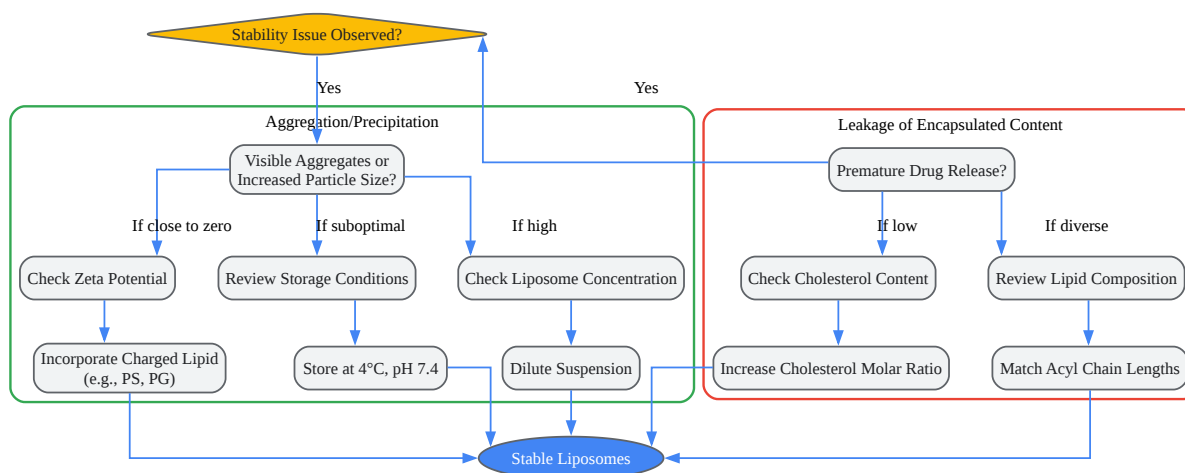 Stability Issue Observed?
Yes
Yes
Aggregation/Precipitation
Leakage of Encapsulated Content
Visible Aggregates or
Increased Particle Size?
Premature Drug Release?
If close to zero
If suboptimal
If high
If low
If diverse
Check Zeta Potential
Review Storage Conditions
Check Liposome Concentration
Check Cholesterol Content
Review Lipid Composition
Incorporate Charged Lipid
(e.g., PS, PG)
Store at 4°C, pH 7.4
Dilute Suspension
Increase Cholesterol Molar Ratio
Match Acyl Chain Lengths
Stable Liposomes